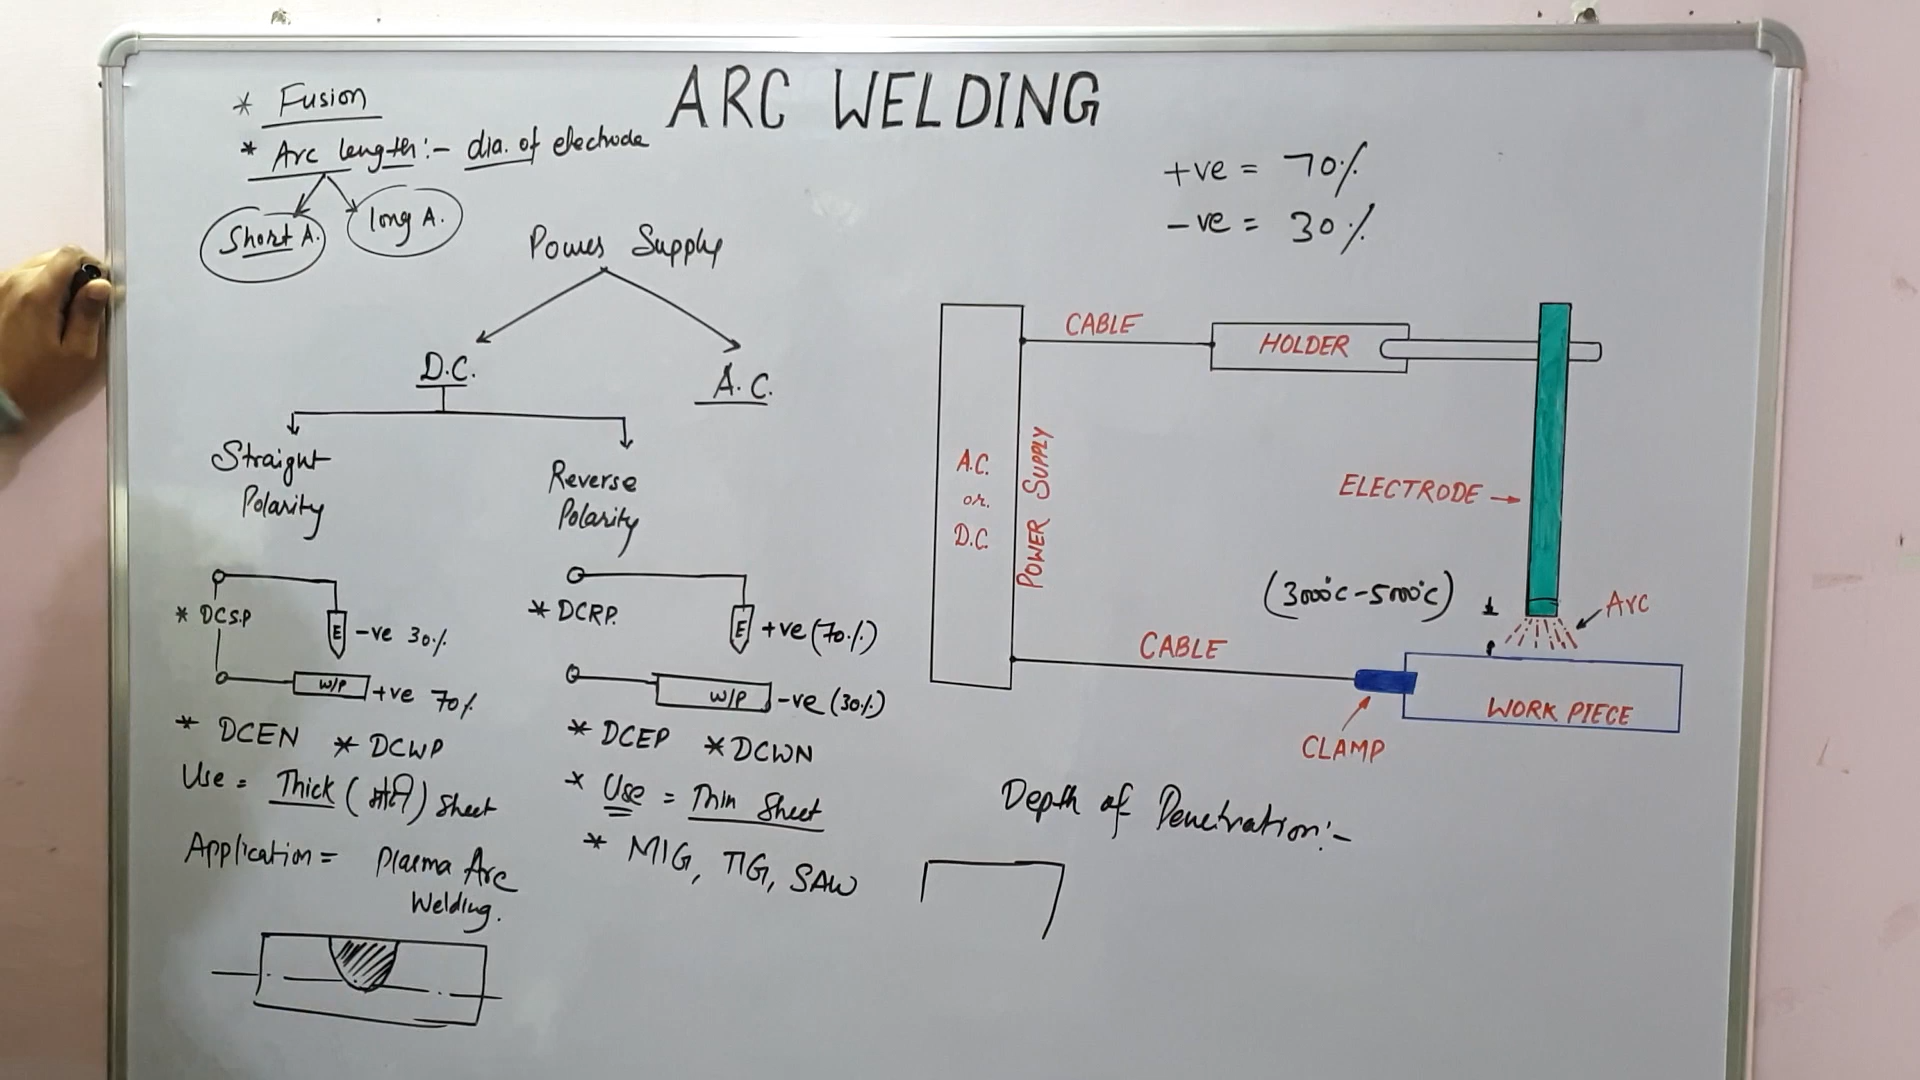 ARC WELDING
* Fusion
* Arc length:- dia. of electrode
Short A.
long A.
+ve = 70%
-ve = 30%
Power Supply
D.C.
A.C.
Straight
Polarity
Reverse
Polarity
* DCSP
E -ve 30%
W/P +ve 70%
* DCEN * DCWP
Use = Thick (मोटी) Sheet
Application = Plasma Arc
Welding.
* DCRP.
E +ve (70%)
W/P -ve (30%)
* DCEP * DCWN
* Use = Thin Sheet
* MIG, TIG, SAW
CABLE
HOLDER
A.C.
or.
D.C.
POWER SUPPLY
ELECTRODE
(3000°c-5000°c)
Arc
CABLE
WORK PIECE
CLAMP
Depth of Penetration:-